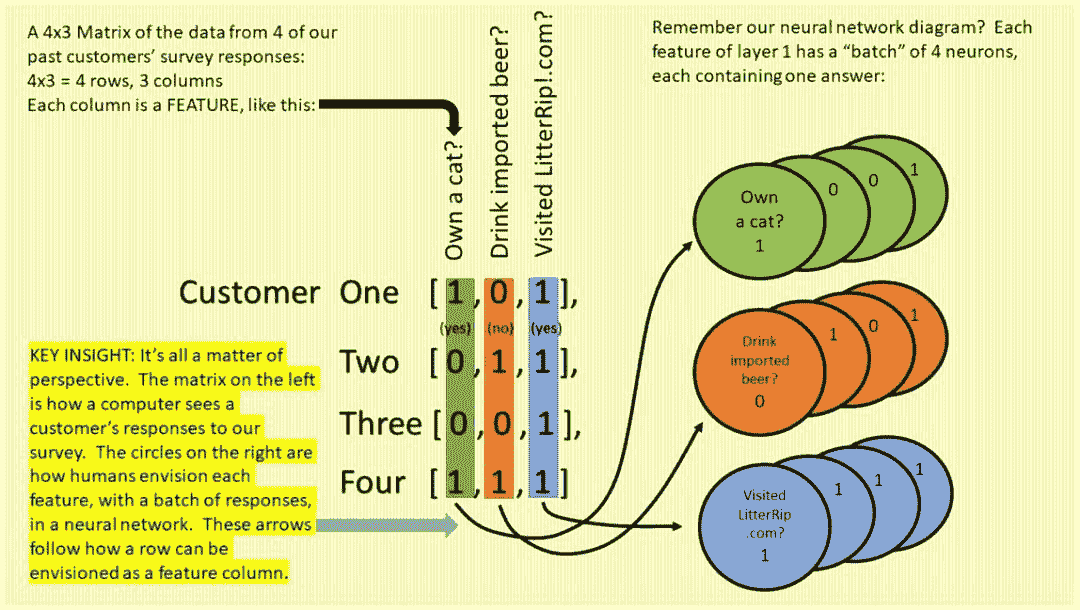 A 4x3 Matrix of the data from 4 of our
past customers’ survey responses:
4x3 = 4 rows, 3 columns
Each column is a FEATURE, like this:
Own a cat?
Drink imported beer?
Visited LitterRip!.com?
Remember our neural network diagram?  Each
feature of layer 1 has a “batch” of 4 neurons,
each containing one answer:
Customer One [1,0,1],
(yes) (no) (yes)
Two [0,1,1],
Three [0,0,1],
Four [1,1,1]
KEY INSIGHT: It’s all a matter of
perspective.  The matrix on the left
is how a computer sees a
customer’s responses to our
survey.  The circles on the right are
how humans envision each
feature, with a batch of responses,
in a neural network.  These arrows
follow how a row can be
envisioned as a feature column.
Own
a cat?
1
0
0
1
Drink
imported
beer?
0
1
0
1
Visited
LitterRip
.com?
1
1
1
1